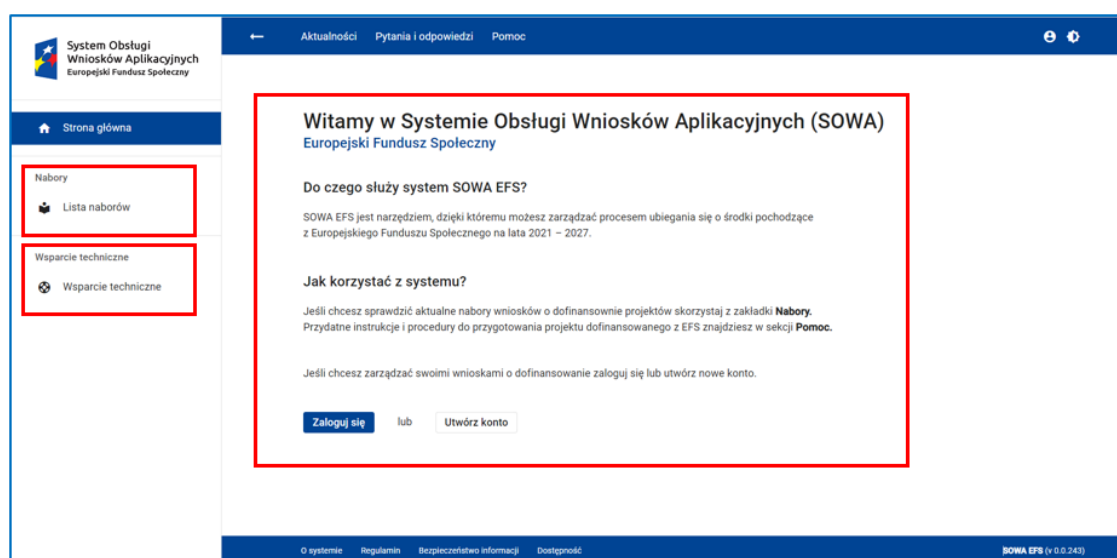 System Obsługi
Wniosków Aplikacyjnych
Europejski Fundusz Społeczny
Aktualności Pytania i odpowiedzi Pomoc
Strona główna
Nabory
Lista naborów
Wsparcie techniczne
Wsparcie techniczne
Witamy w Systemie Obsługi Wniosków Aplikacyjnych (SOWA)
Europejski Fundusz Społeczny
Do czego służy system SOWA EFS?
SOWA EFS jest narzędziem, dzięki któremu możesz zarządzać procesem ubiegania się o środki pochodzące
z Europejskiego Funduszu Społecznego na lata 2021 – 2027.
Jak korzystać z systemu?
Jeśli chcesz sprawdzić aktualne nabory wniosków o dofinansownie projektów skorzystaj z zakładki Nabory.
Przydatne instrukcje i procedury do przygotowania projektu dofinansowanego z EFS znajdziesz w sekcji Pomoc.
Jeśli chcesz zarządzać swoimi wnioskami o dofinansowanie zaloguj się lub utwórz nowe konto.
Zaloguj się lub Utwórz konto
O systemie Regulamin Bezpieczeństwo informacji Dostępność SOWA EFS (v 0.0.243)